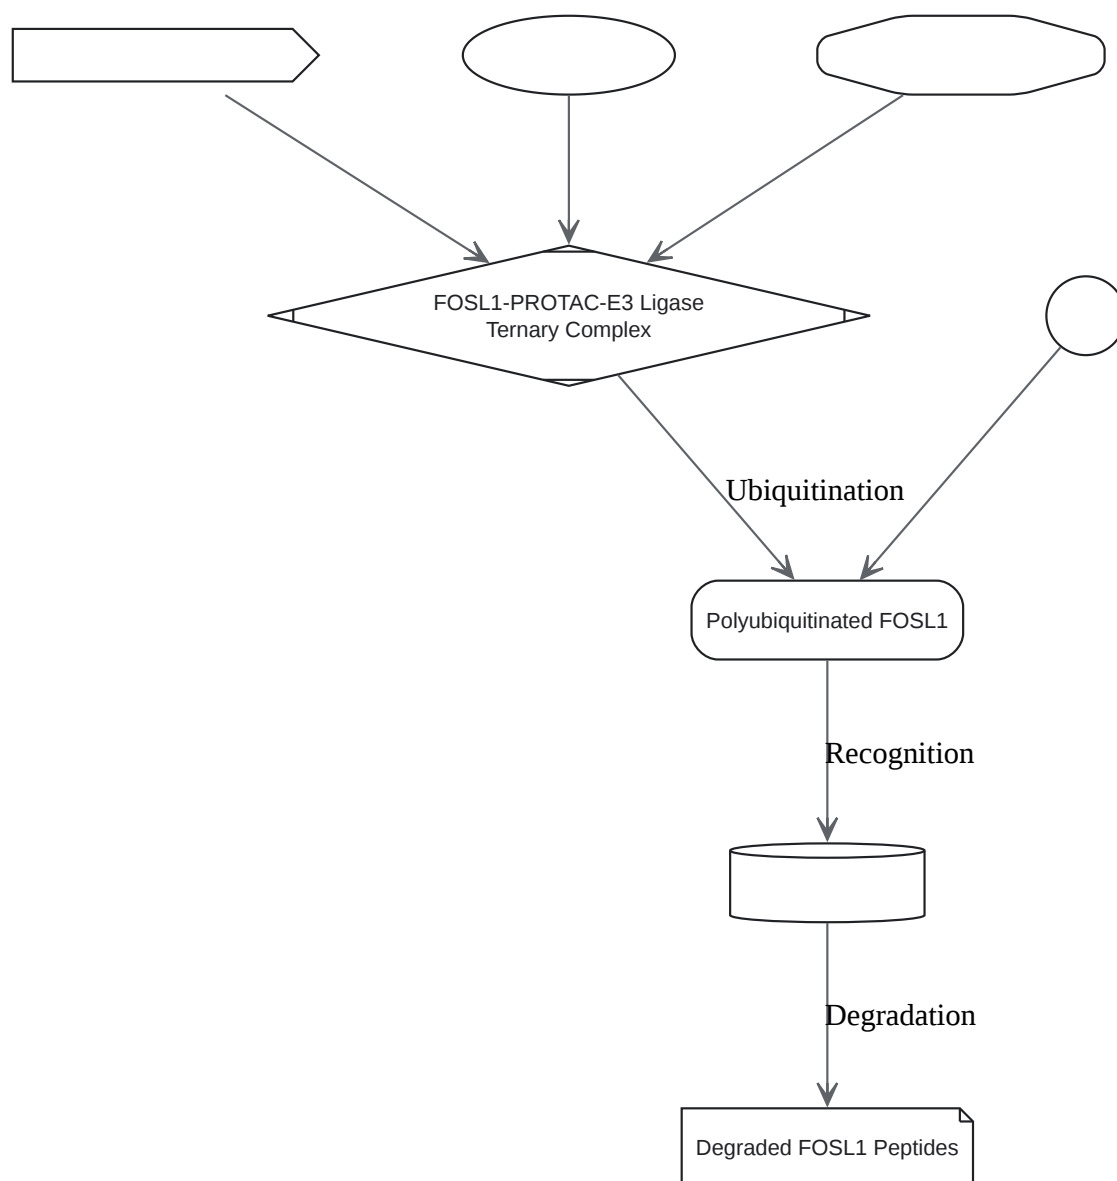 FOSL1-PROTAC-E3 Ligase
Ternary Complex
Ubiquitination
Polyubiquitinated FOSL1
Recognition
Degradation
Degraded FOSL1 Peptides